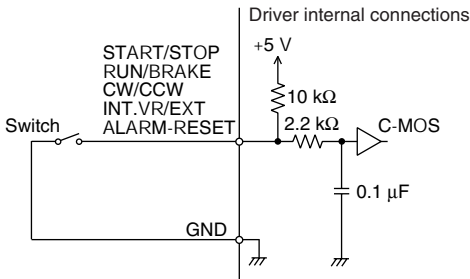 Driver internal connections
+5 V
START/STOP
RUN/BRAKE
CW/CCW
INT.VR/EXT
ALARM-RESET
10 kΩ
2.2 kΩ
C-MOS
Switch
0.1 μF
GND